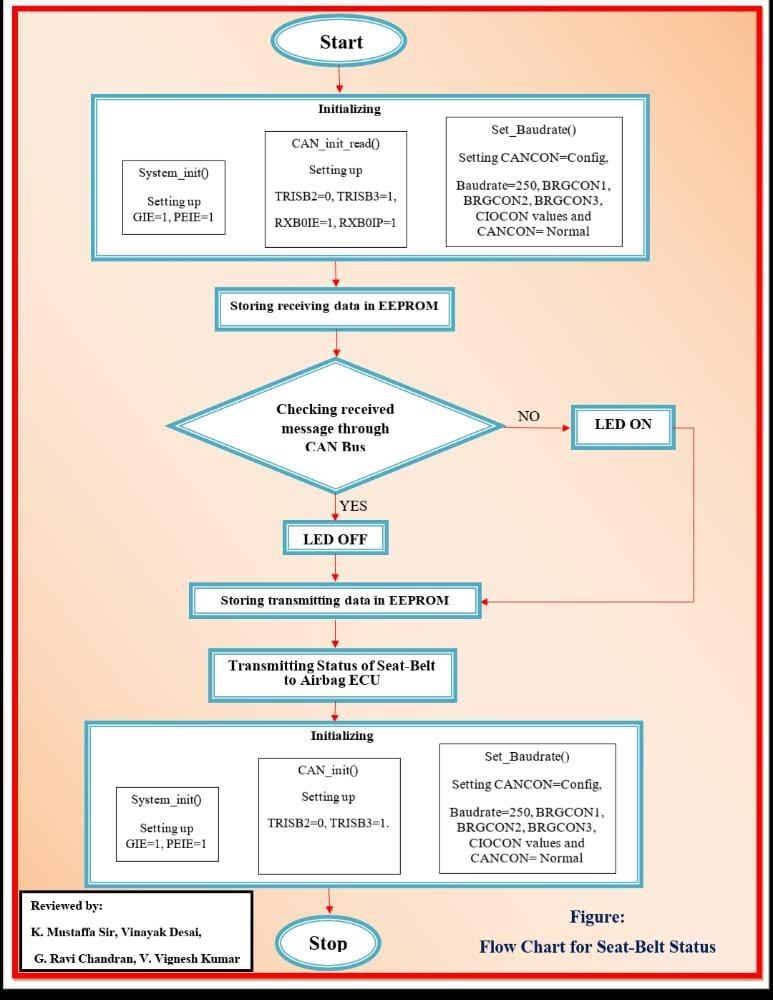 Start
Initializing
System_init()
Setting up
GIE=1, PEIE=1
CAN_init_read()
Setting up
TRISB2=0, TRISB3=1,
RXB0IE=1, RXB0IP=1
Set_Baudrate()
Setting CANCON=Config,
Baudrate=250, BRGCON1,
BRGCON2, BRGCON3,
CIOCON values and
CANCON= Normal
Storing receiving data in EEPROM
Checking received
message through
CAN Bus
NO
LED ON
YES
LED OFF
Storing transmitting data in EEPROM
Transmitting Status of Seat-Belt
to Airbag ECU
Initializing
System_init()
Setting up
GIE=1, PEIE=1
CAN_init()
Setting up
TRISB2=0, TRISB3=1.
Set_Baudrate()
Setting CANCON=Config,
Baudrate=250, BRGCON1,
BRGCON2, BRGCON3,
CIOCON values and
CANCON= Normal
Stop
Reviewed by:
K. Mustaffa Sir, Vinayak Desai,
G. Ravi Chandran, V. Vignesh Kumar
Figure:
Flow Chart for Seat-Belt Status